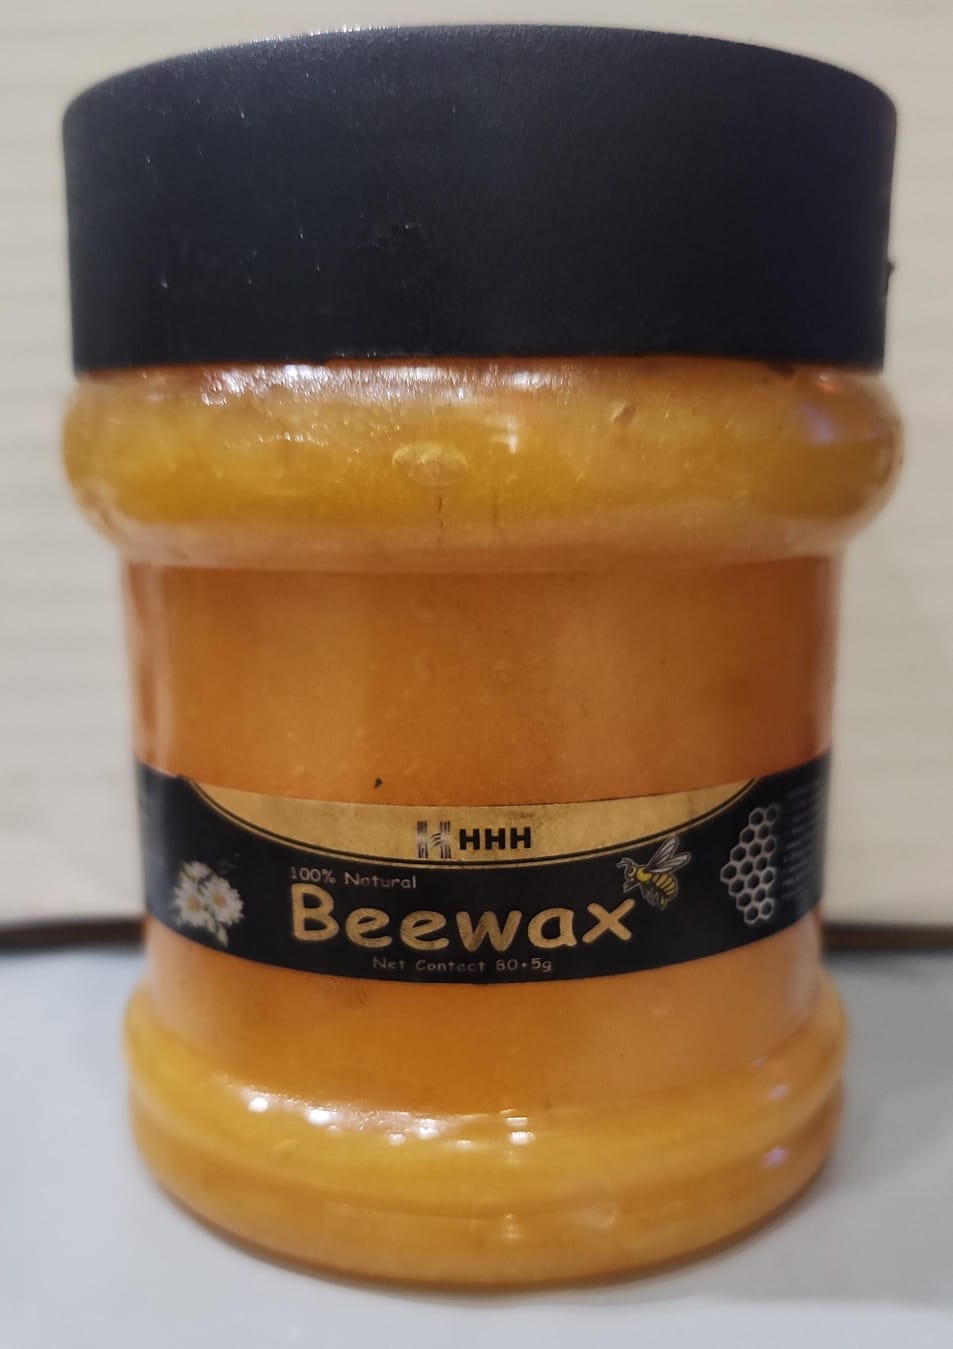 HHH
100% Natural
Beewax
Net Contect 80+5g